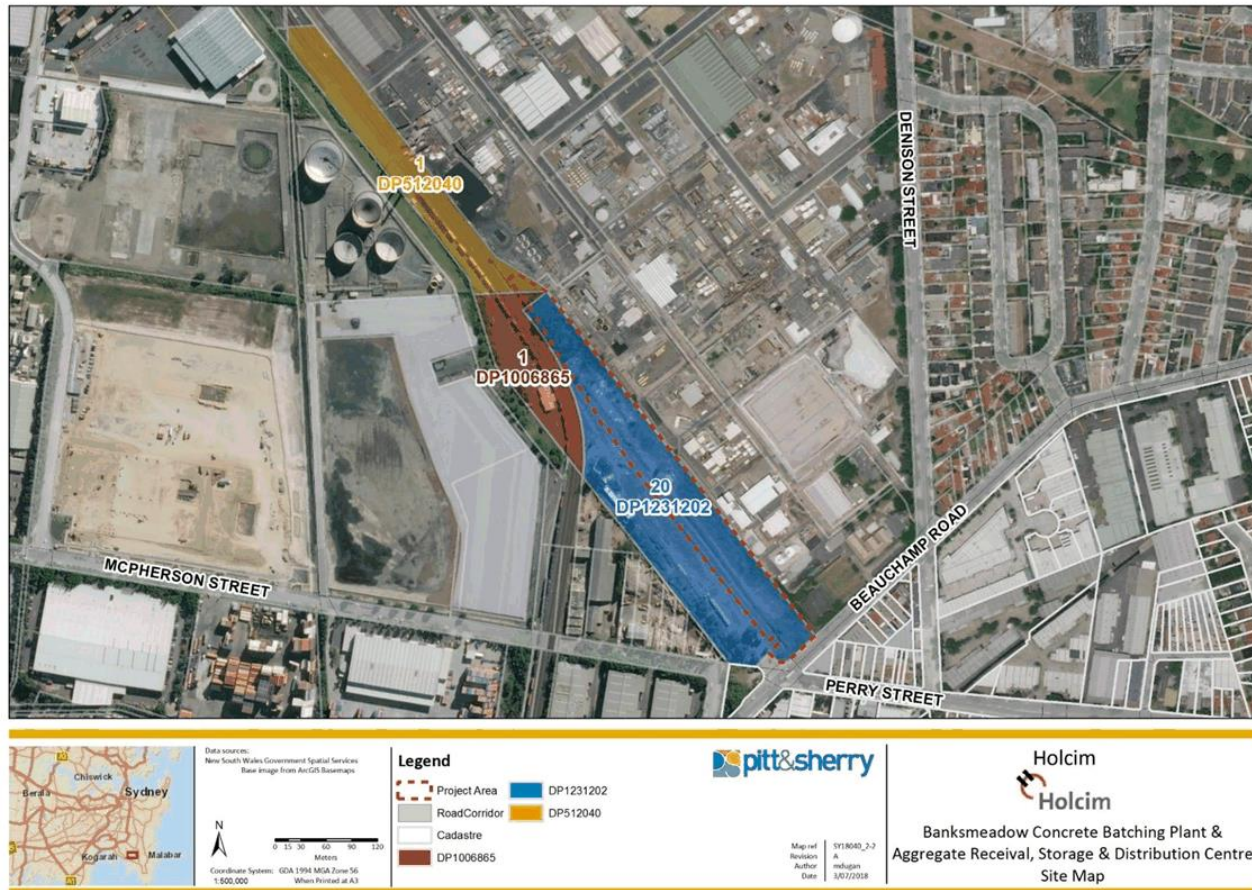 DENISON STREET
1
DP512040
1
DP1006865
20
DP1231202
BEAUCHAMP ROAD
MCPHERSON STREET
PERRY STREET
Chiswick
Berala
Sydney
Kogarah
Malabar
A3
A1
Data sources:
New South Wales Government Spatial Services
Base image from ArcGIS Basemaps
N
0 15 30 60 90 120
Meters
Coordinate System: GDA 1994 MGA Zone 56
1:500,000 When Printed at A3
Legend
Project Area
RoadCorridor
Cadastre
DP1006865
DP1231202
DP512040
pitt&sherry
Map ref SY18040_2-2
Revision A
Author mdugan
Date 3/07/2018
Holcim
Holcim
Banksmeadow Concrete Batching Plant &
Aggregate Receival, Storage & Distribution Centre
Site Map